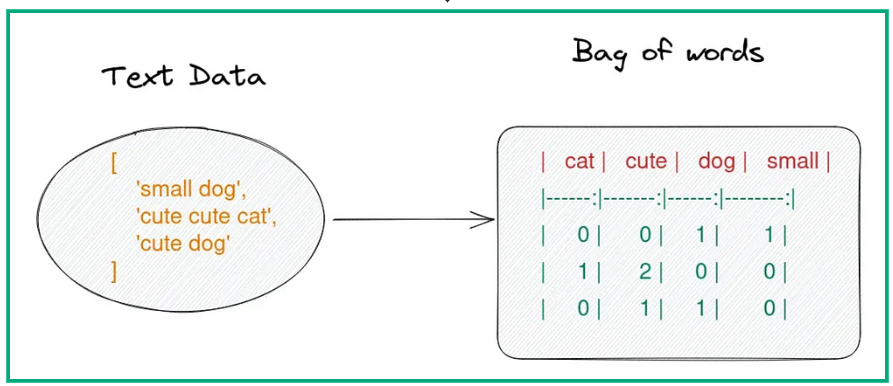 Text Data
[
'small dog',
'cute cute cat',
'cute dog'
]
Bag of words
| cat | cute | dog | small |
|------:|-------:|------:|--------:|
| 0 | 0 | 1 | 1 |
| 1 | 2 | 0 | 0 |
| 0 | 1 | 1 | 0 |